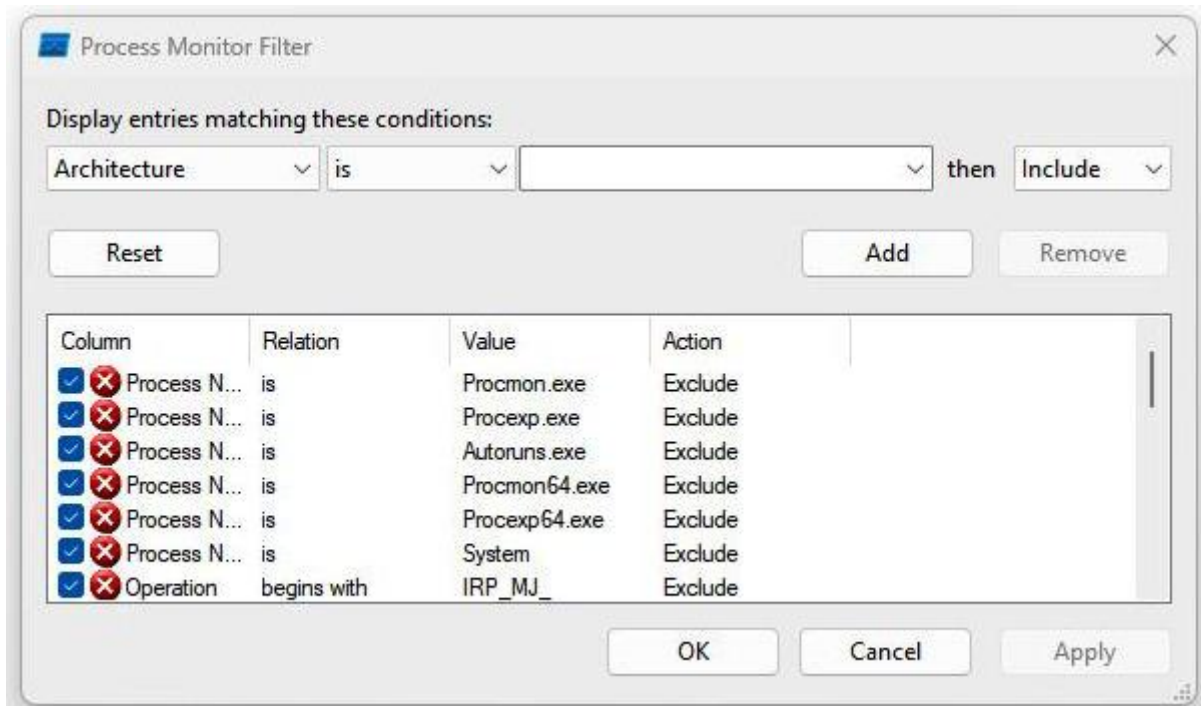 Process Monitor Filter
Display entries matching these conditions:
Architecture is then Include
Reset Add Remove
Column Relation Value Action
Process N... is Procmon.exe Exclude
Process N... is Procexp.exe Exclude
Process N... is Autoruns.exe Exclude
Process N... is Procmon64.exe Exclude
Process N... is Procexp64.exe Exclude
Process N... is System Exclude
Operation begins with IRP_MJ_ Exclude
OK Cancel Apply